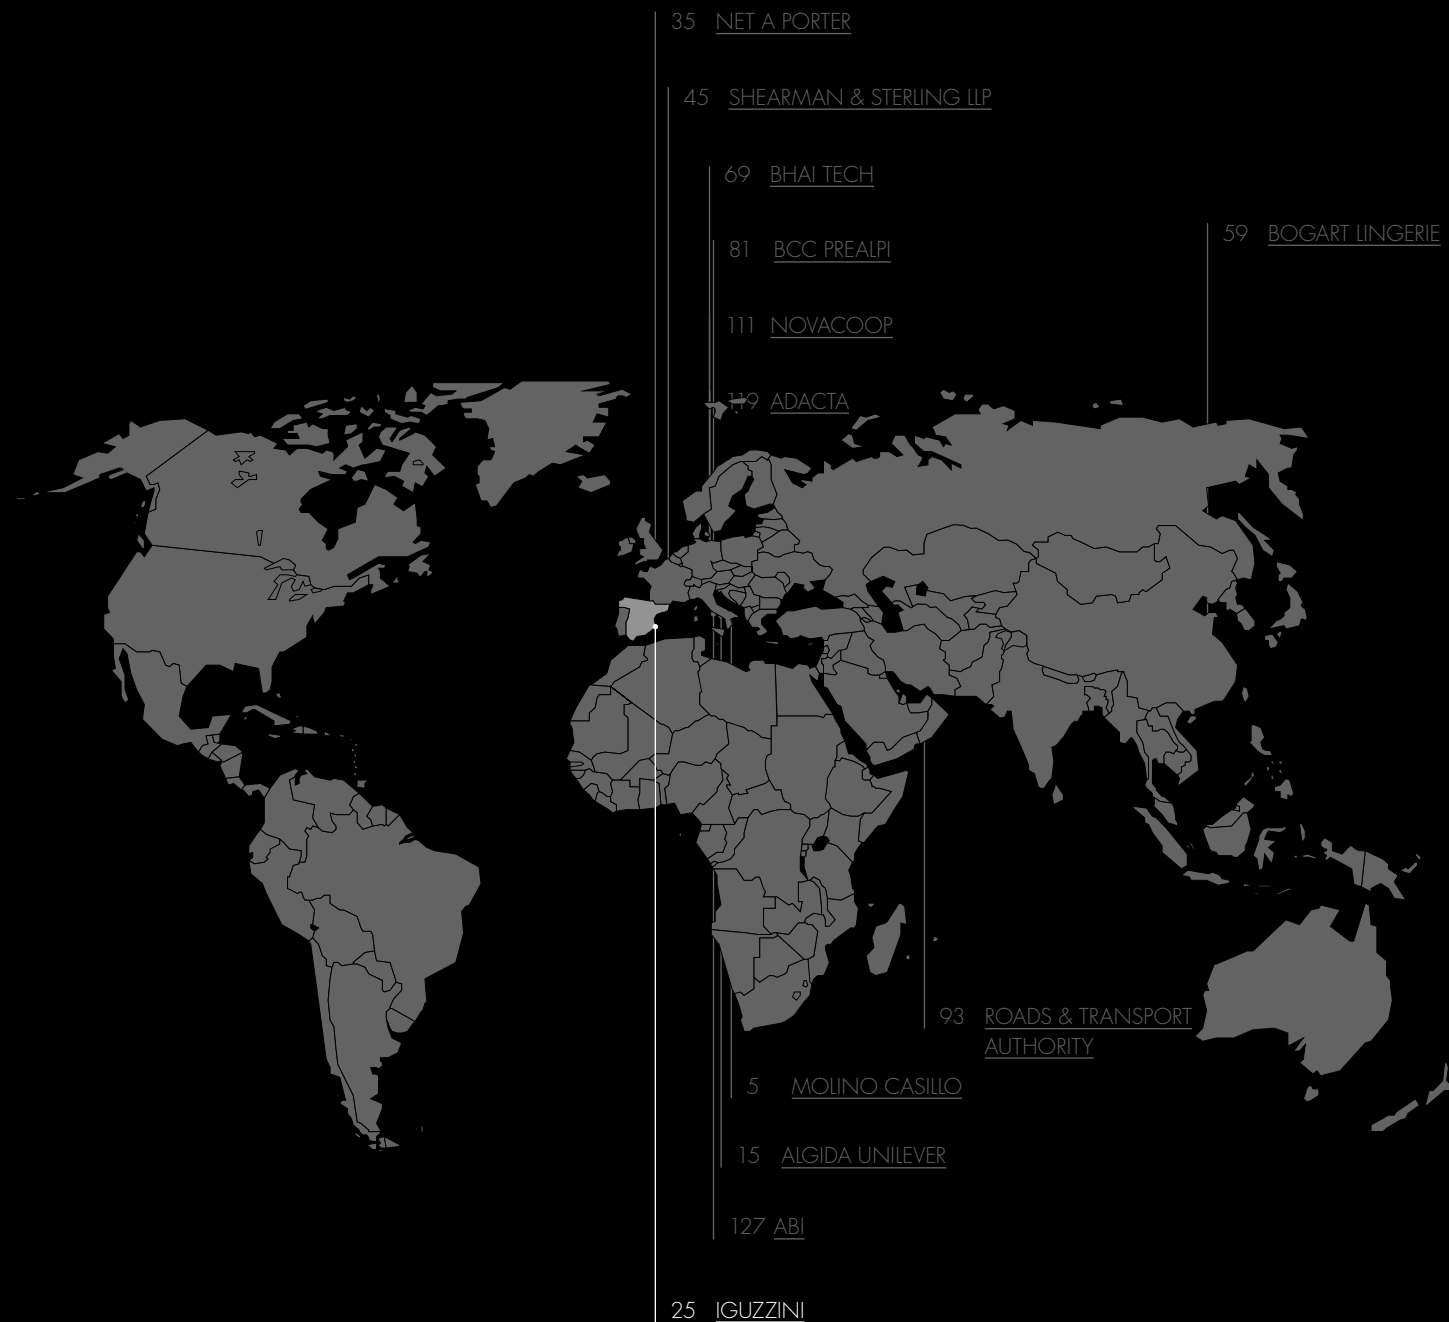 35 NET A PORTER
45 SHEARMAN & STERLING LLP
69 BHAI TECH
59 BOGART LINGERIE
81 BCC PREALPI
111 NOVACOOP
119 ADACTA
93 ROADS & TRANSPORT
AUTHORITY
5 MOLINO CASILLO
15 ALGIDA UNILEVER
127 ABI
25 IGUZZINI